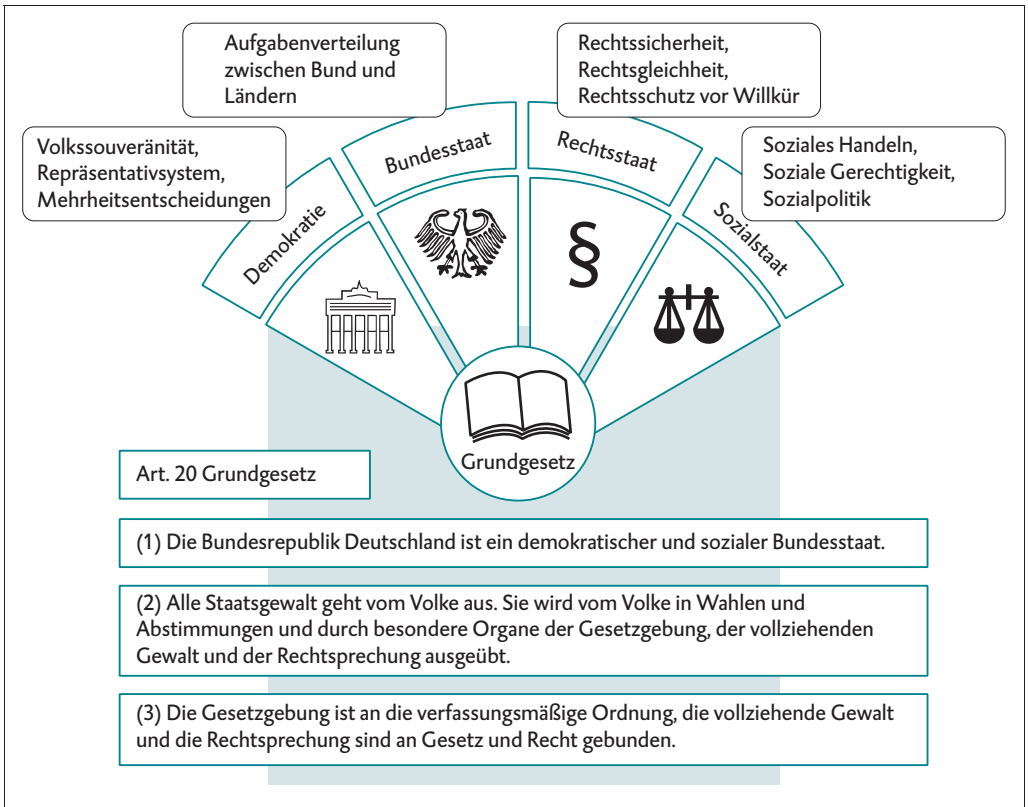 Aufgabenverteilung
zwischen Bund und
Ländern
Rechtssicherheit,
Rechtsgleichheit,
Rechtsschutz vor Willkür
Volkssouveränität,
Repräsentativsystem,
Mehrheitsentscheidungen
Soziales Handeln,
Soziale Gerechtigkeit,
Sozialpolitik
Demokratie
Bundesstaat
Rechtsstaat
Sozialstaat
§
Grundgesetz
Art. 20 Grundgesetz
(1) Die Bundesrepublik Deutschland ist ein demokratischer und sozialer Bundesstaat.
(2) Alle Staatsgewalt geht vom Volke aus. Sie wird vom Volke in Wahlen und
Abstimmungen und durch besondere Organe der Gesetzgebung, der vollziehenden
Gewalt und der Rechtsprechung ausgeübt.
(3) Die Gesetzgebung ist an die verfassungsmäßige Ordnung, die vollziehende Gewalt
und die Rechtsprechung sind an Gesetz und Recht gebunden.